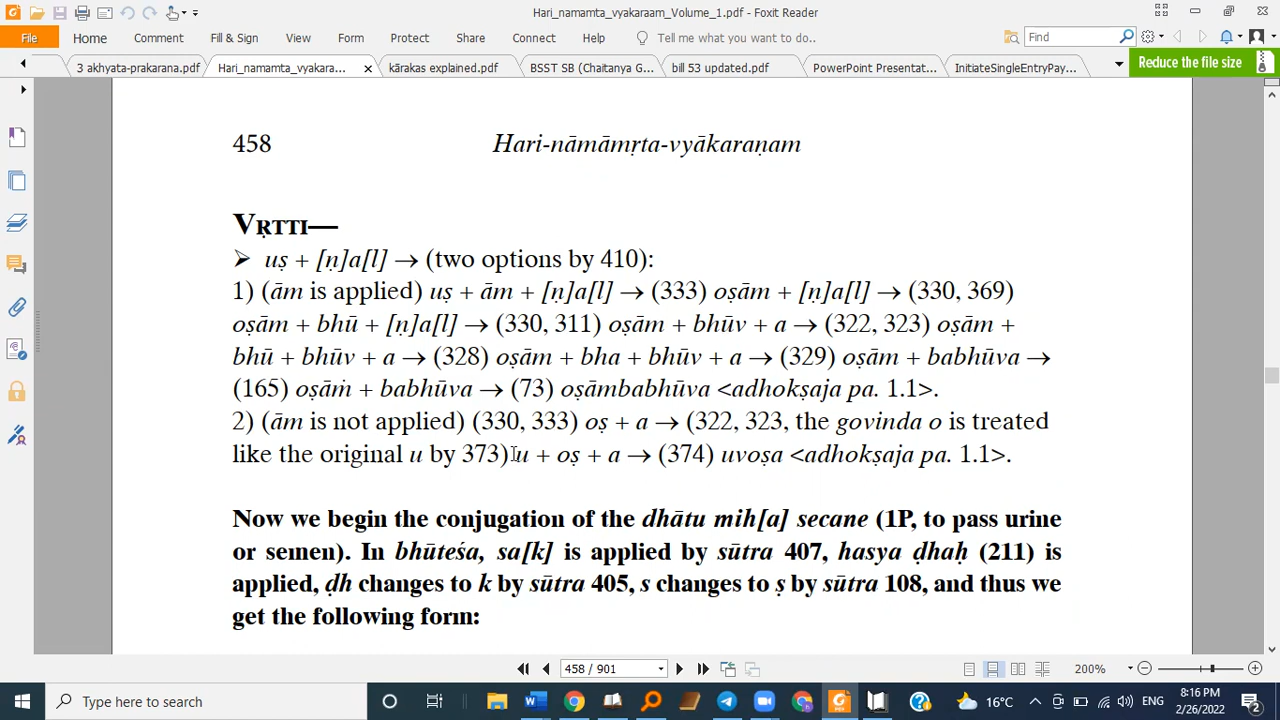 Hari_namamta_vyakaraam_Volume_1.pdf - Foxit Reader
File Home Comment Fill & Sign View Form Protect Share Connect Help Tell me what you want to do.. Find
3 akhyata-prakarana.pdf Hari_namamta_vyakara... kārakas explained.pdf BSST SB (Chaitanya G... bill 53 updated.pdf PowerPoint Presentat... InitiateSingleEntryPay... Reduce the file size
458 Hari-nāmāmṛta-vyākaraṇam
VṚTTI—
➢ uṣ + [ṇ]a[l] → (two options by 410):
1) (ām is applied) uṣ + ām + [ṇ]a[l] → (333) oṣām + [ṇ]a[l] → (330, 369)
oṣām + bhū + [ṇ]a[l] → (330, 311) oṣām + bhūv + a → (322, 323) oṣām +
bhū + bhūv + a → (328) oṣām + bha + bhūv + a → (329) oṣām + babhūva →
(165) oṣāṁ + babhūva → (73) oṣāmbabhūva <adhokṣaja pa. 1.1>.
2) (ām is not applied) (330, 333) oṣ + a → (322, 323, the govinda o is treated
like the original u by 373) u + oṣ + a → (374) uvoṣa <adhokṣaja pa. 1.1>.
Now we begin the conjugation of the dhātu mih[a] secane (1P, to pass urine
or semen). In bhūteśa, sa[k] is applied by sūtra 407, hasya ḍhaḥ (211) is
applied, ḍh changes to k by sūtra 405, s changes to ṣ by sūtra 108, and thus we
get the following form:
458 / 901 200%
Type here to search 16°C ENG 8:16 PM 2/26/2022 2